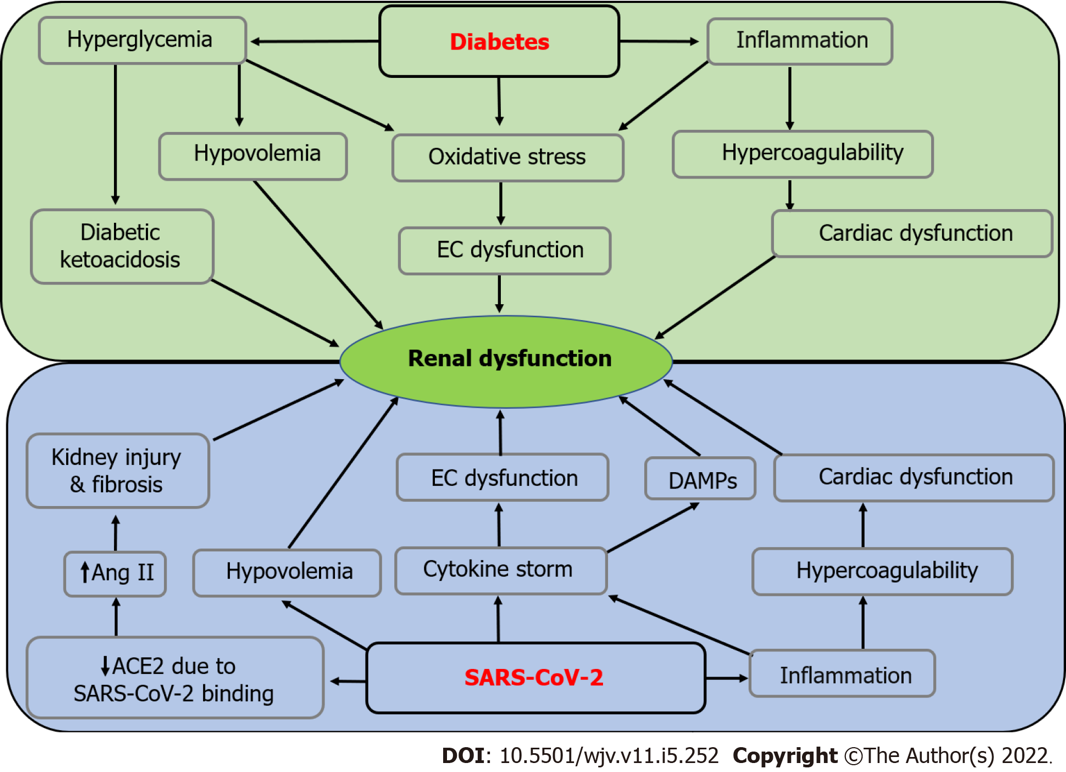 Hyperglycemia
Diabetes
Inflammation
Hypovolemia
Oxidative stress
Hypercoagulability
Diabetic
ketoacidosis
EC dysfunction
Cardiac dysfunction
Renal dysfunction
Kidney injury
& fibrosis
EC dysfunction
DAMPs
Cardiac dysfunction
↑Ang II
Hypovolemia
Cytokine storm
Hypercoagulability
↓ACE2 due to
SARS-CoV-2 binding
SARS-CoV-2
Inflammation
DOI: 10.5501/wjv.v11.i5.252 Copyright ©The Author(s) 2022.